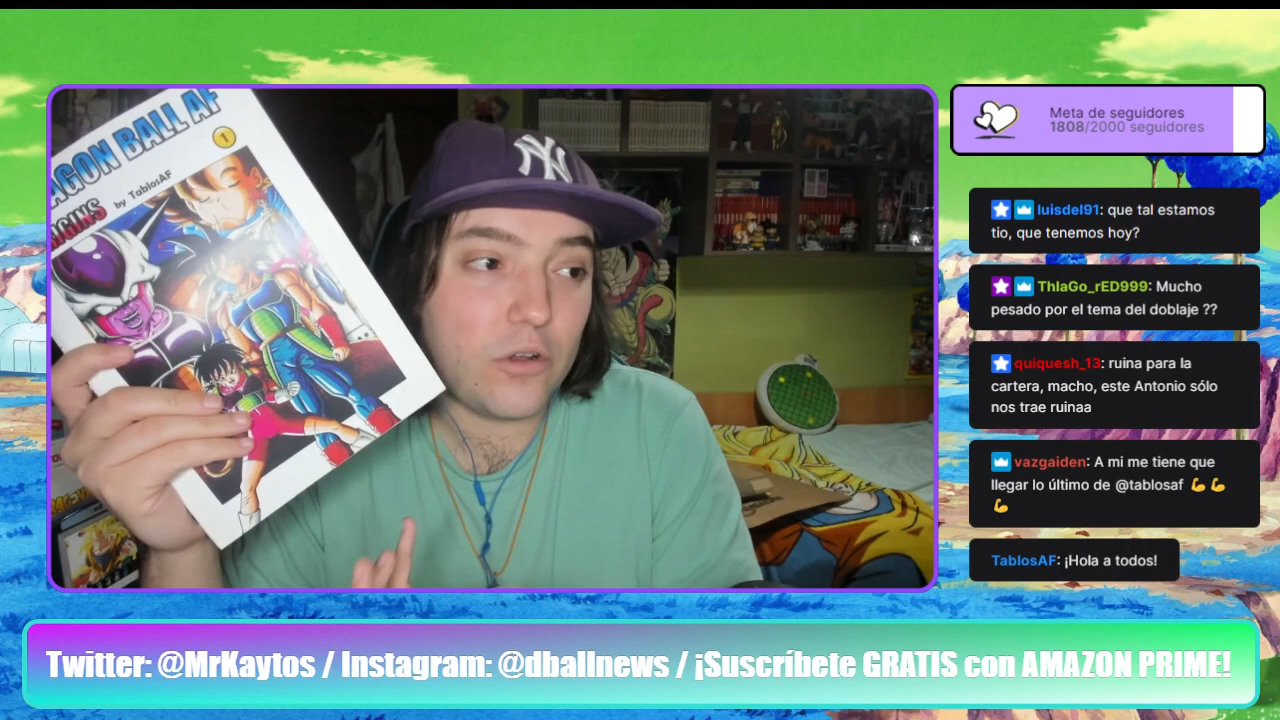 DRAGON BALL AF
1
by TablosAF
NY
Meta de seguidores
1808/2000 seguidores
luisdel91: que tal estamos
tio, que tenemos hoy?
ThIaGo_rED999: Mucho
pesado por el tema del doblaje ??
quiquesh_13: ruina para la
cartera, macho, este Antonio sólo
nos trae ruinaa
vazgaiden: A mi me tiene que
llegar lo último de @tablosaf 💪💪
💪
TablosAF: ¡Hola a todos!
Twitter: @MrKaytos / Instagram: @dballnews / ¡Suscríbete GRATIS con AMAZON PRIME!